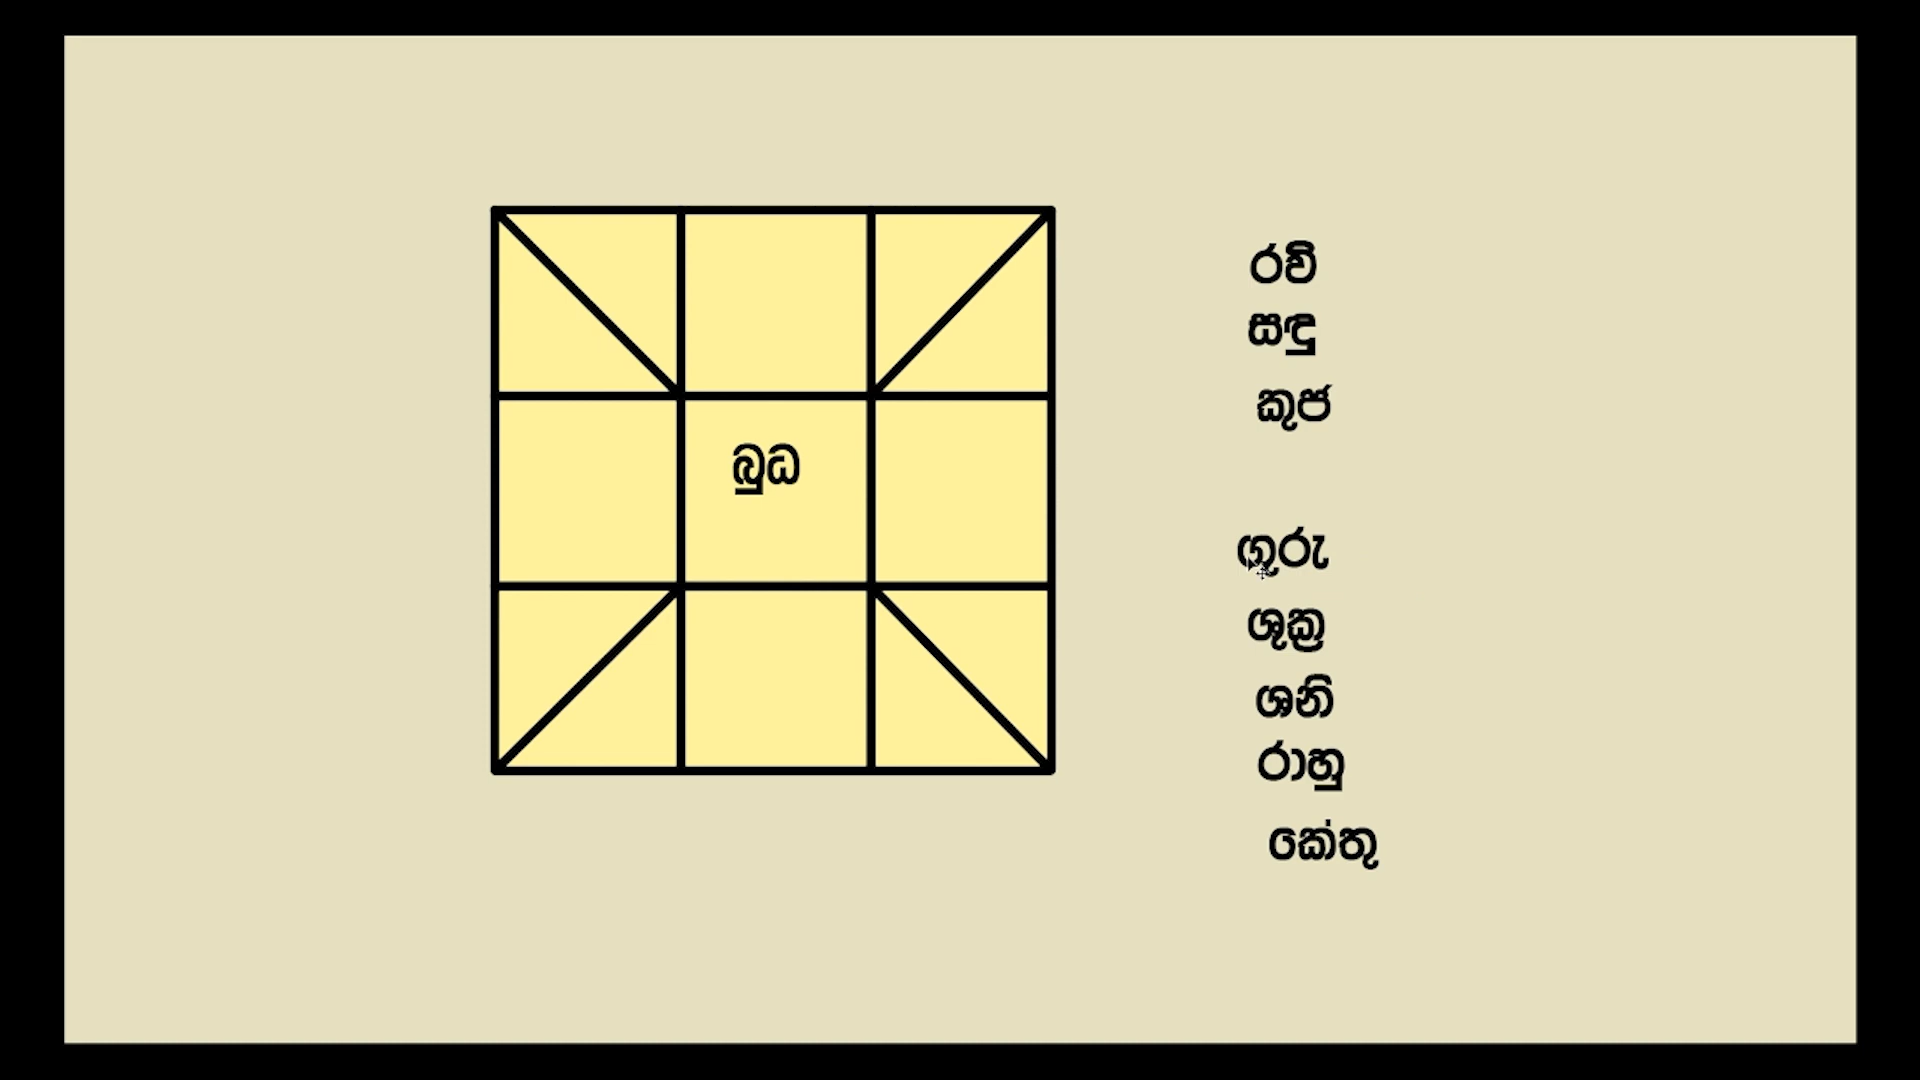 රවි
සඳු
කුජ
බුධ
ගුරු
ශුක්‍ර
ශනි
රාහු
කේතු